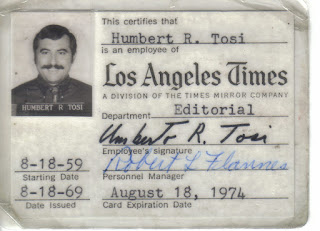 This certifies that
Humbert R. Tosi
is an employee of
Los Angeles Times
A DIVISION OF THE TIMES MIRROR COMPANY
Department Editorial
Umberto R. Tosi
Employee's signature
Robert L Flannes
Personnel Manager
August 18, 1974
Card Expiration Date
HUMBERT R TOSI
8-18-59
Starting Date
8-18-69
Date Issued